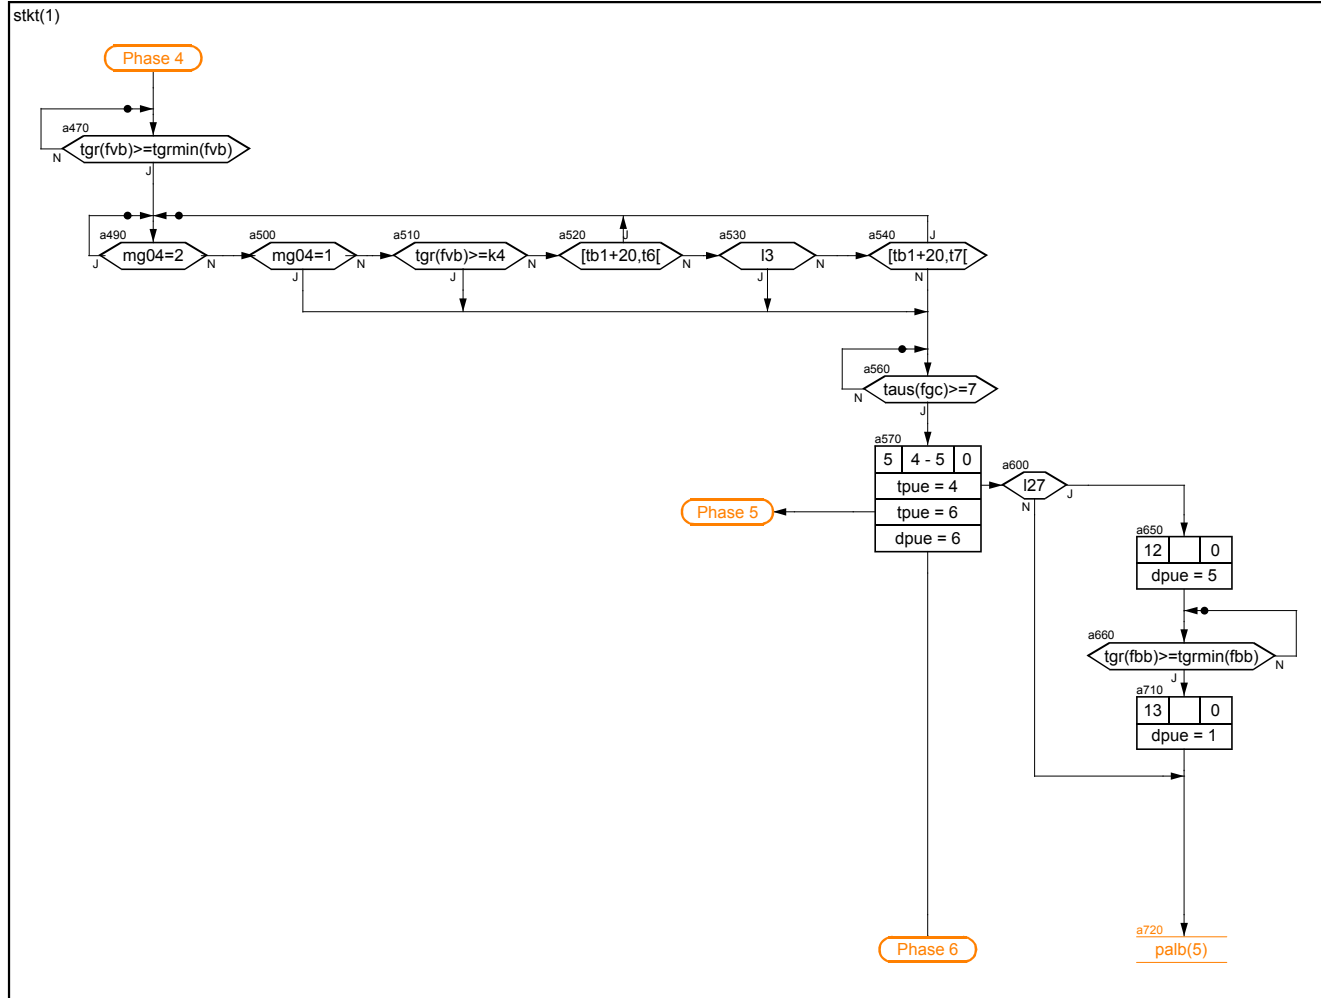 stkt(1)
Phase 4
a470
tgr(fvb)>=tgrmin(fvb)
N
J
a490
mg04=2
J
N
a500
mg04=1
N
J
a510
tgr(fvb)>=k4
N
J
a520
[tb1+20,t6[
J
N
a530
l3
N
J
a540
[tb1+20,t7[
J
N
a560
taus(fgc)>=7
N
J
a570
5 4 - 5 0
tpue = 4
tpue = 6
dpue = 6
Phase 5
a600
l27
J
N
a650
12 0
dpue = 5
a660
tgr(fbb)>=tgrmin(fbb)
N
J
a710
13 0
dpue = 1
Phase 6
a720
palb(5)